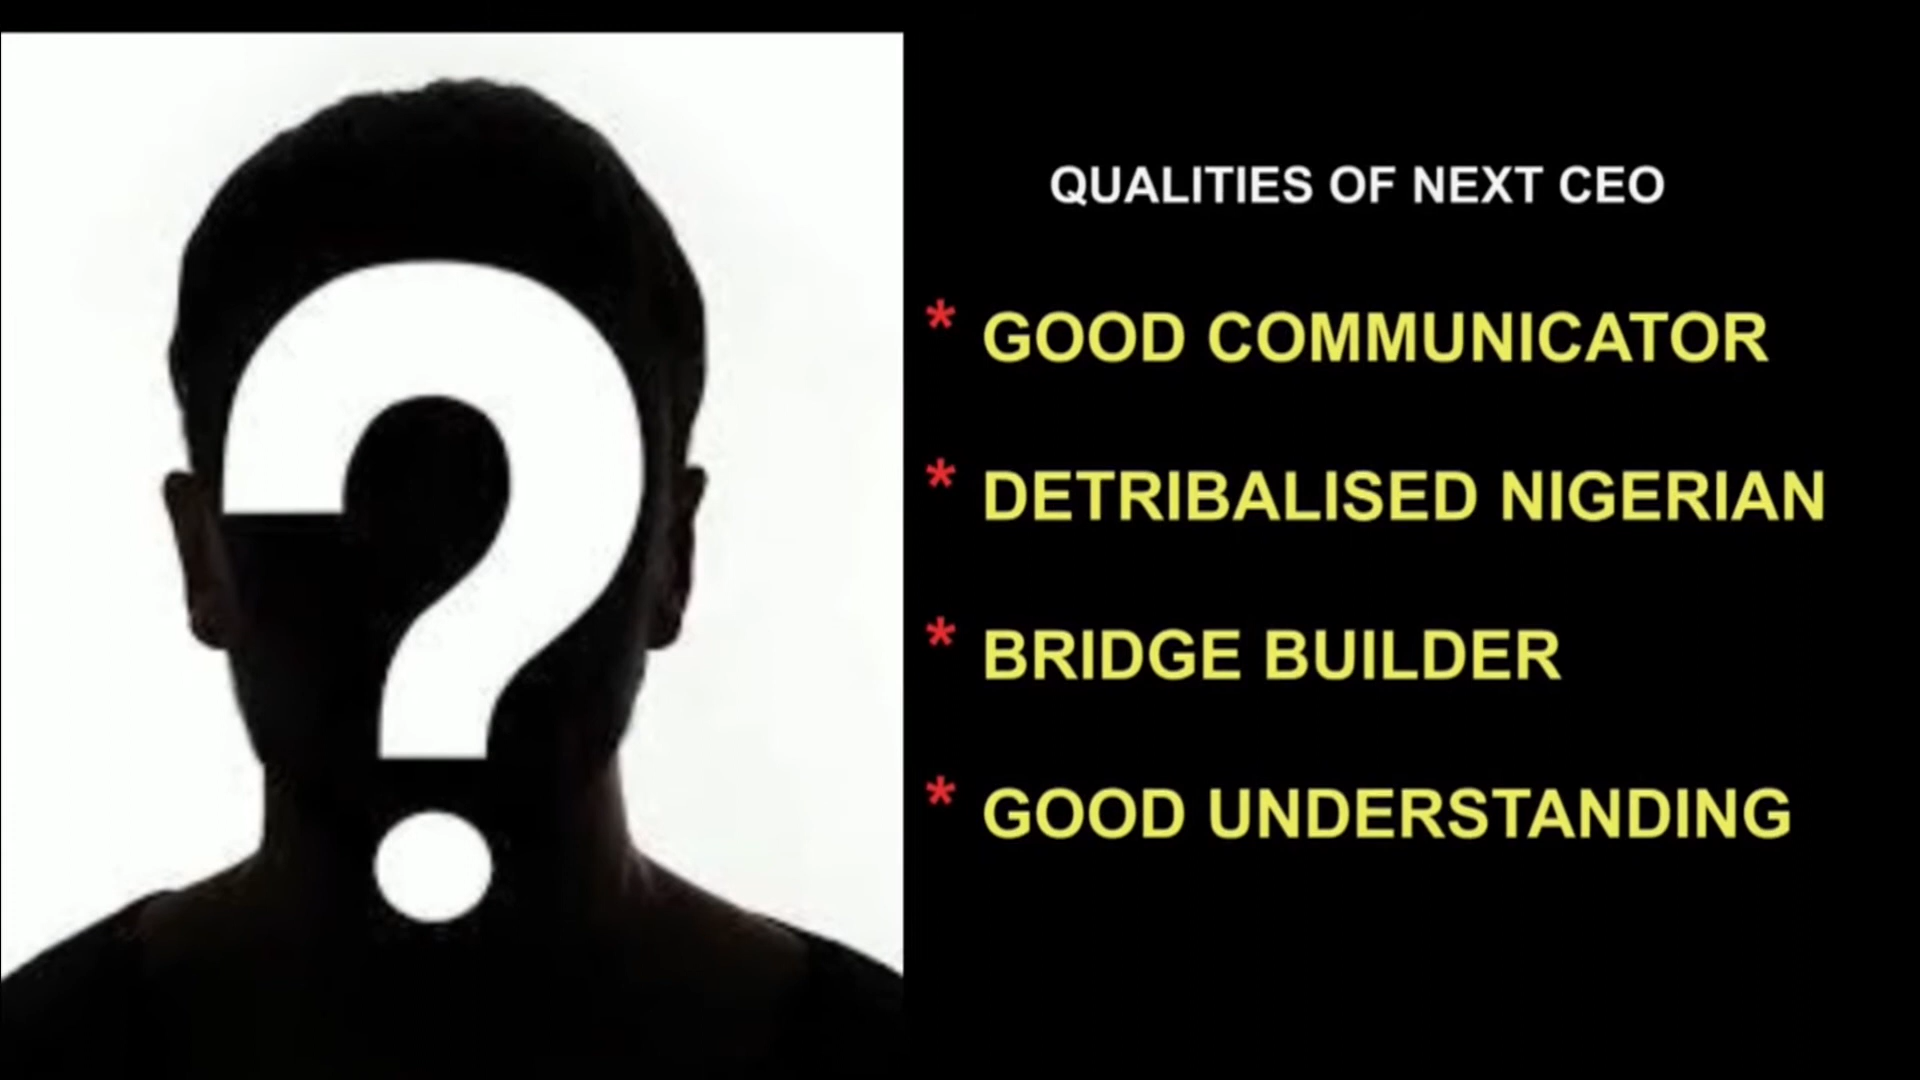 QUALITIES OF NEXT CEO
* GOOD COMMUNICATOR
* DETRIBALISED NIGERIAN
* BRIDGE BUILDER
* GOOD UNDERSTANDING
?